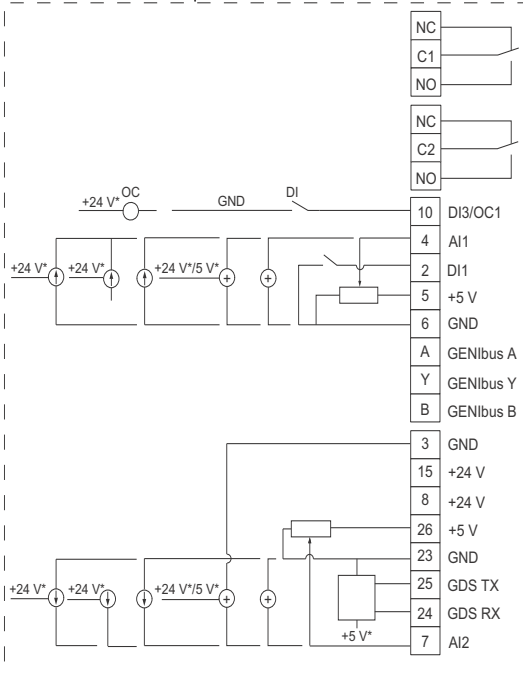 NC
C1
NO
NC
C2
NO
+24 V* OC GND DI
10 DI3/OC1
4 AI1
+24 V* +24 V* +24 V*/5 V* + +
2 DI1
5 +5 V
6 GND
A GENIbus A
Y GENIbus Y
B GENIbus B
3 GND
15 +24 V
8 +24 V
26 +5 V
23 GND
+24 V* +24 V* +24 V*/5 V* + +
25 GDS TX
24 GDS RX
+5 V*
7 AI2